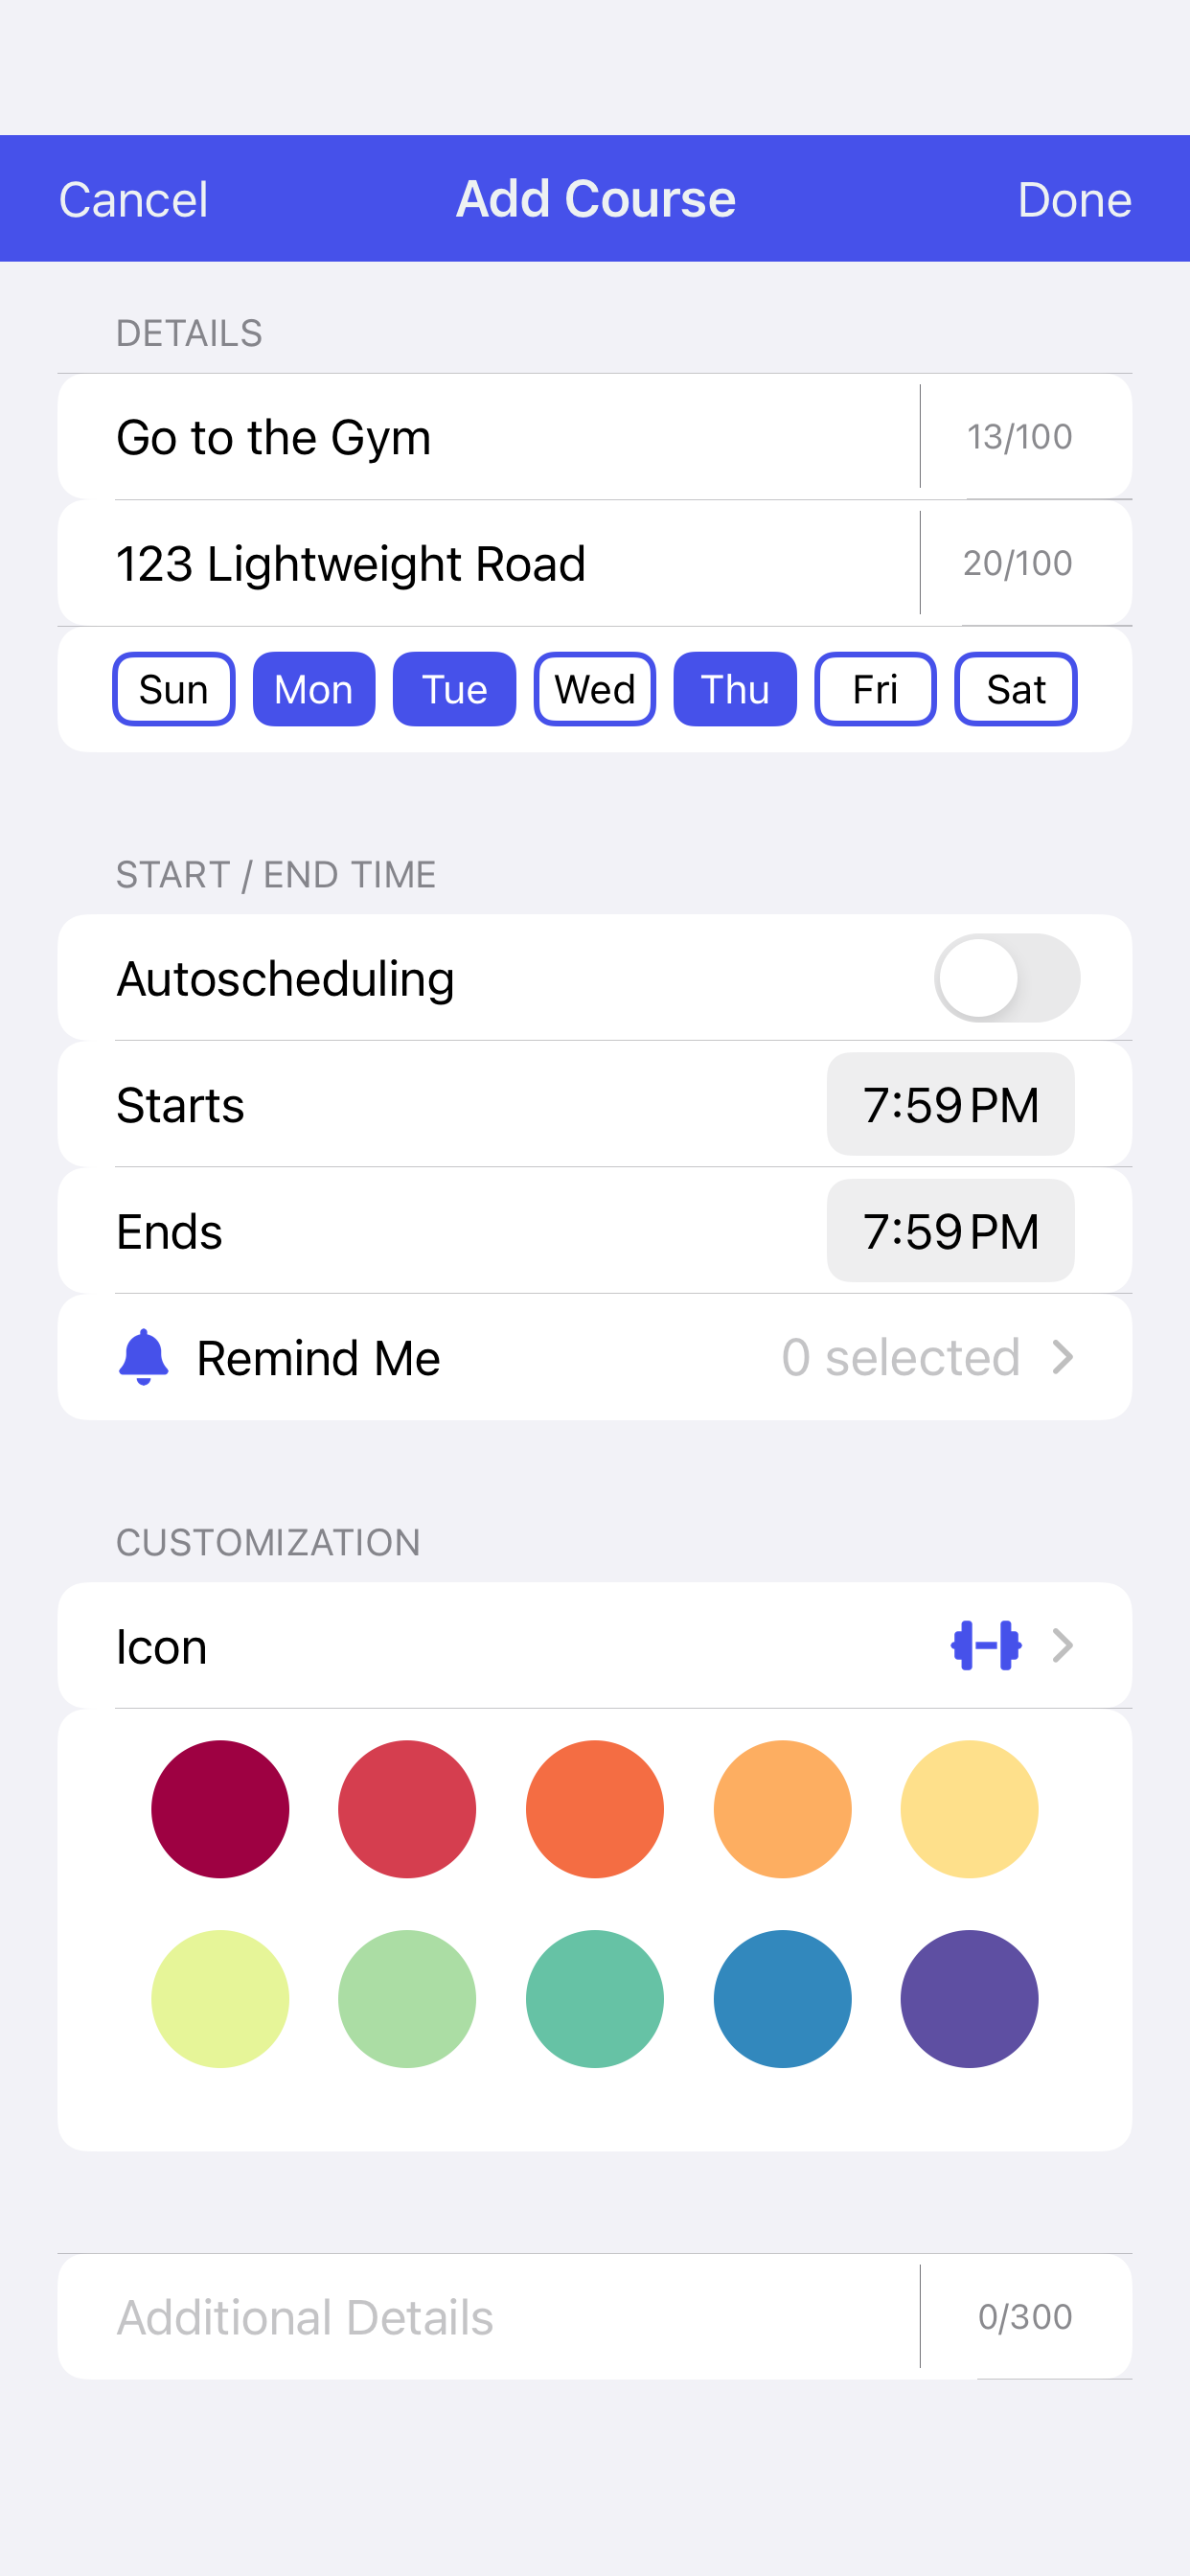 Cancel Add Course Done
DETAILS
Go to the Gym 13/100
123 Lightweight Road 20/100
Sun Mon Tue Wed Thu Fri Sat
START / END TIME
Autoscheduling
Starts 7:59 PM
Ends 7:59 PM
Remind Me 0 selected
CUSTOMIZATION
Icon
Additional Details 0/300